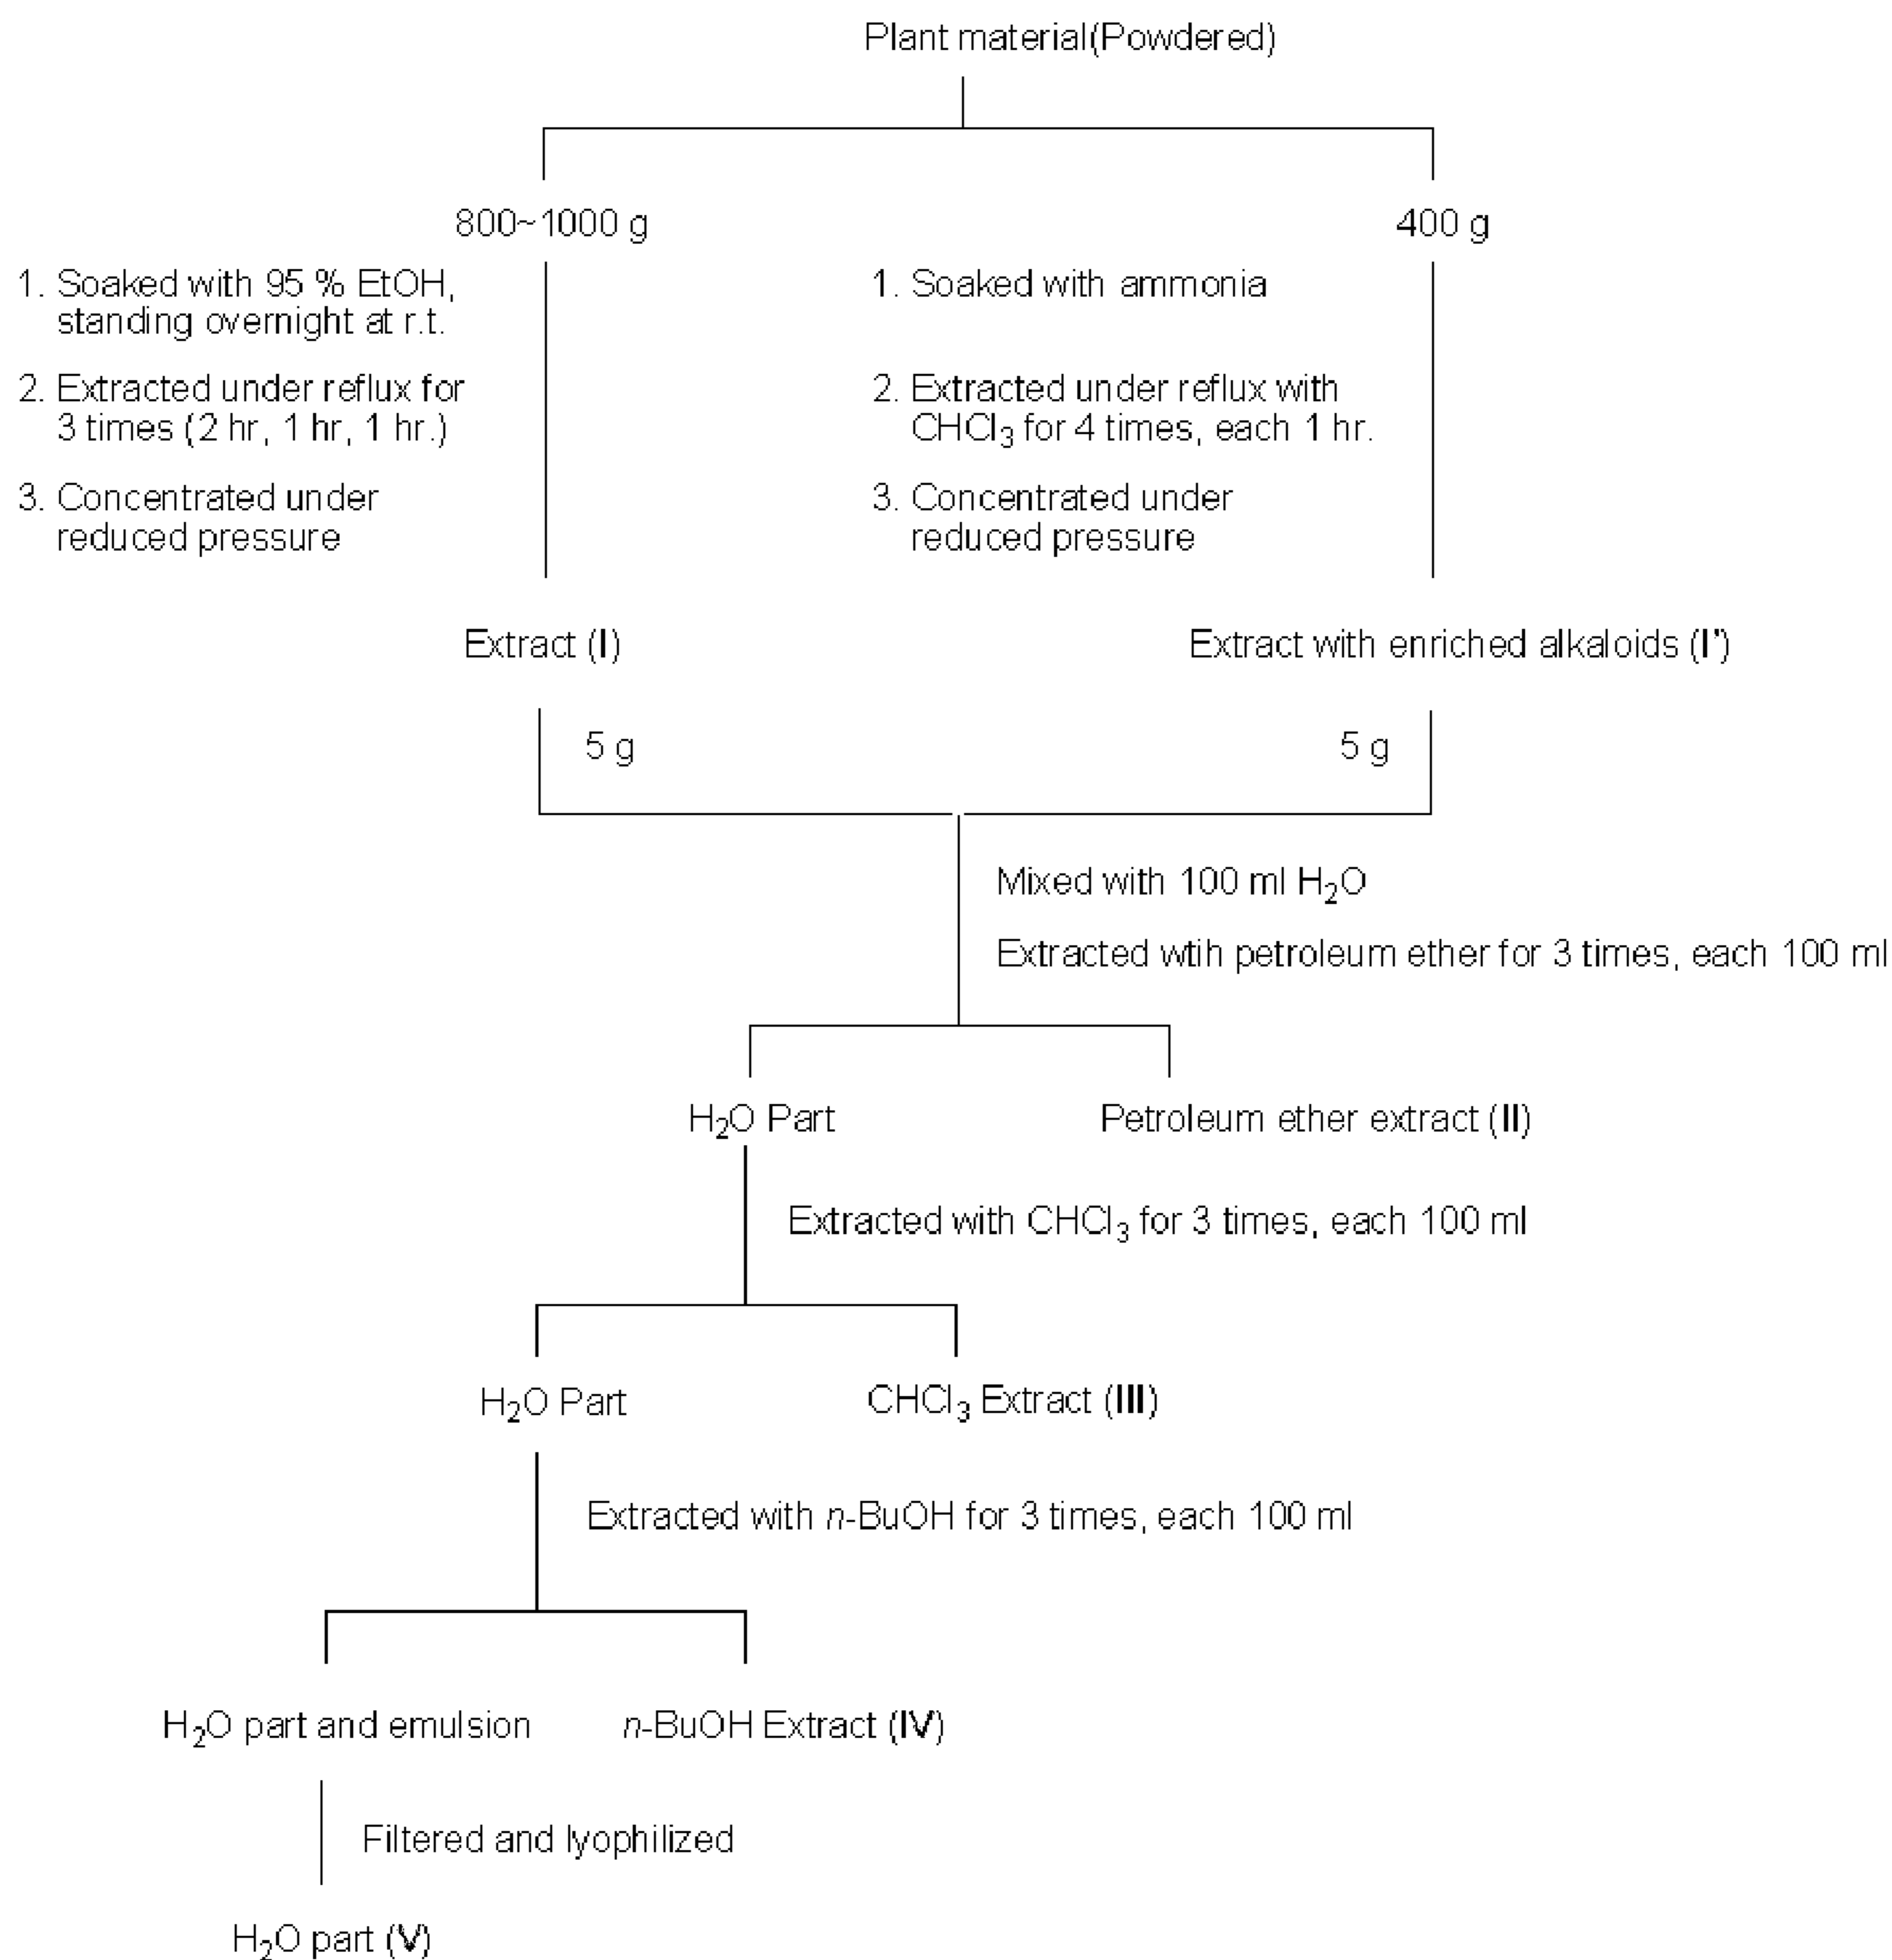 Plant material(Powdered)
800~1000 g
400 g
1. Soaked with 95 % EtOH,
standing overnight at r.t.
2. Extracted under reflux for
3 times (2 hr, 1 hr, 1 hr.)
3. Concentrated under
reduced pressure
1. Soaked with ammonia
2. Extracted under reflux with
CHCl₃ for 4 times, each 1 hr.
3. Concentrated under
reduced pressure
Extract (I)
Extract with enriched alkaloids (I')
5 g
5 g
Mixed with 100 ml H₂O
Extracted wtih petroleum ether for 3 times, each 100 ml
H₂O Part
Petroleum ether extract (II)
Extracted with CHCl₃ for 3 times, each 100 ml
H₂O Part
CHCl₃ Extract (III)
Extracted with n-BuOH for 3 times, each 100 ml
H₂O part and emulsion
n-BuOH Extract (IV)
Filtered and lyophilized
H₂O part (V)